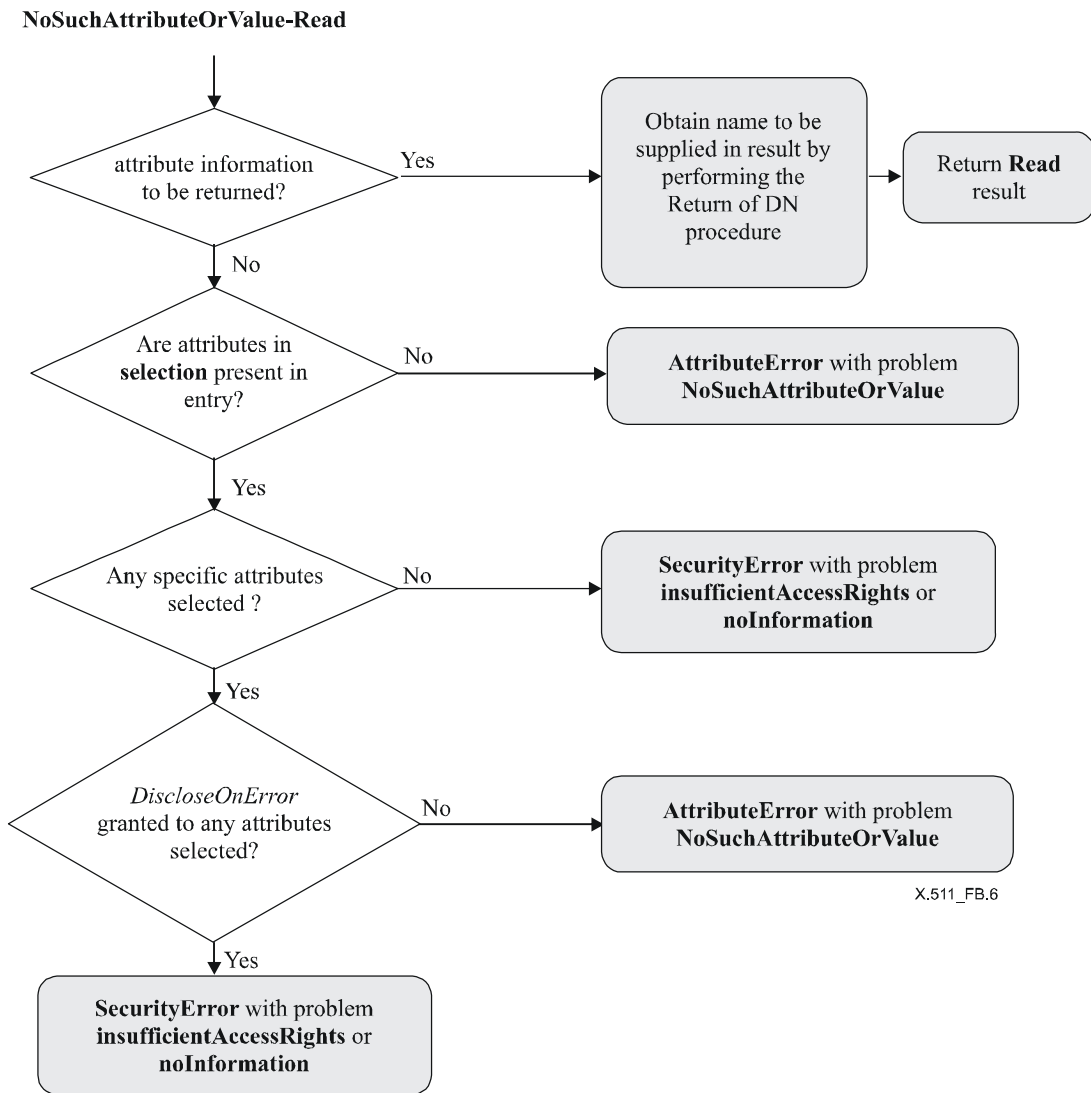 NoSuchAttributeOrValue-Read
attribute information
to be returned?
Yes
Obtain name to be
supplied in result by
performing the
Return of DN
procedure
Return Read
result
No
Are attributes in
selection present in
entry?
No
AttributeError with problem
NoSuchAttributeOrValue
Yes
Any specific attributes
selected ?
No
SecurityError with problem
insufficientAccessRights or
noInformation
Yes
DiscloseOnError
granted to any attributes
selected?
No
AttributeError with problem
NoSuchAttributeOrValue
X.511_FB.6
Yes
SecurityError with problem
insufficientAccessRights or
noInformation